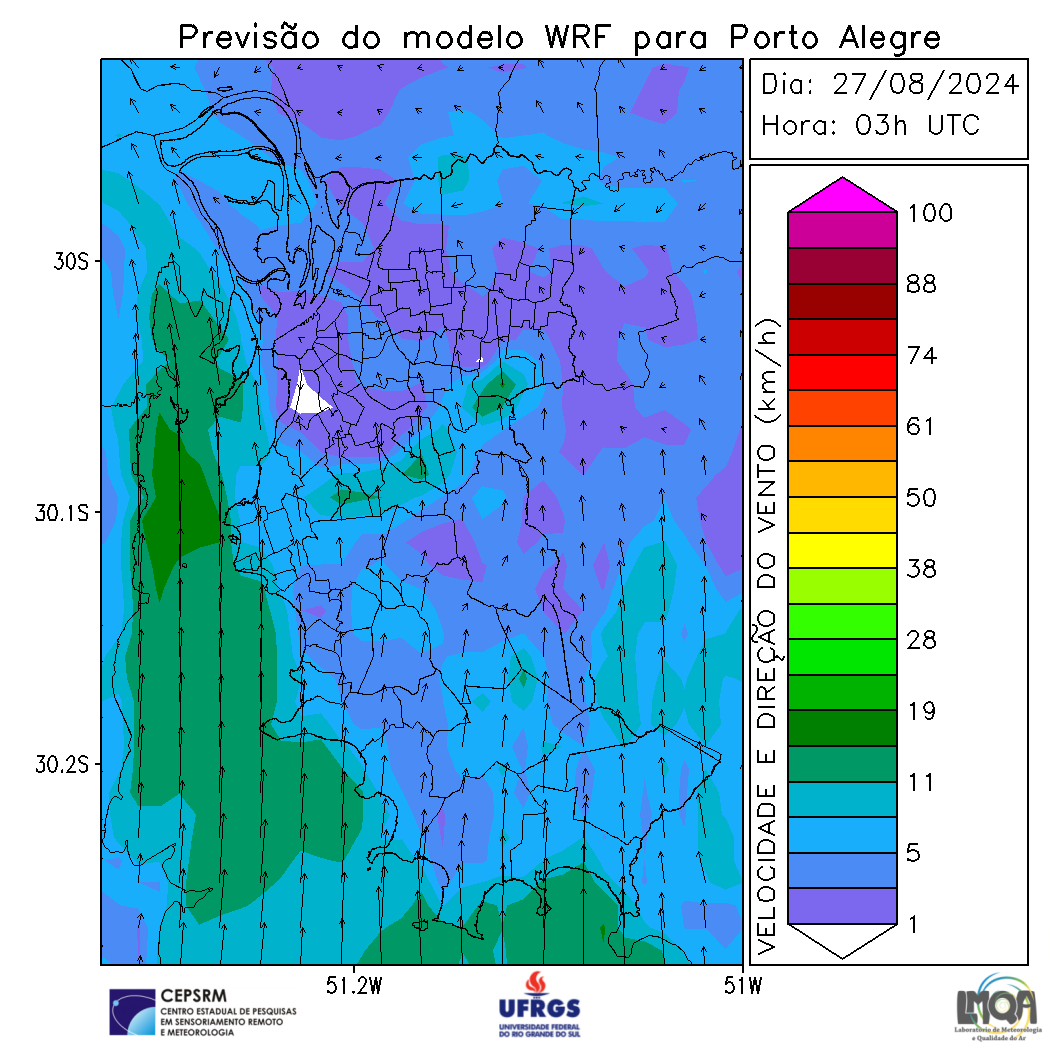 Previsão do modelo WRF para Porto Alegre
Dia: 27/08/2024
Hora: 03h UTC
30S
30.1S
30.2S
51.2W
51W
VELOCIDADE E DIREÇÃO DO VENTO (km/h)
100
88
74
61
50
38
28
19
11
5
1
CEPSRM
CENTRO ESTADUAL DE PESQUISAS
EM SENSORIAMENTO REMOTO
E METEOROLOGIA
UFRGS
UNIVERSIDADE FEDERAL
DO RIO GRANDE DO SUL
LMQA
Laboratório de Meteorologia
e Qualidade do Ar